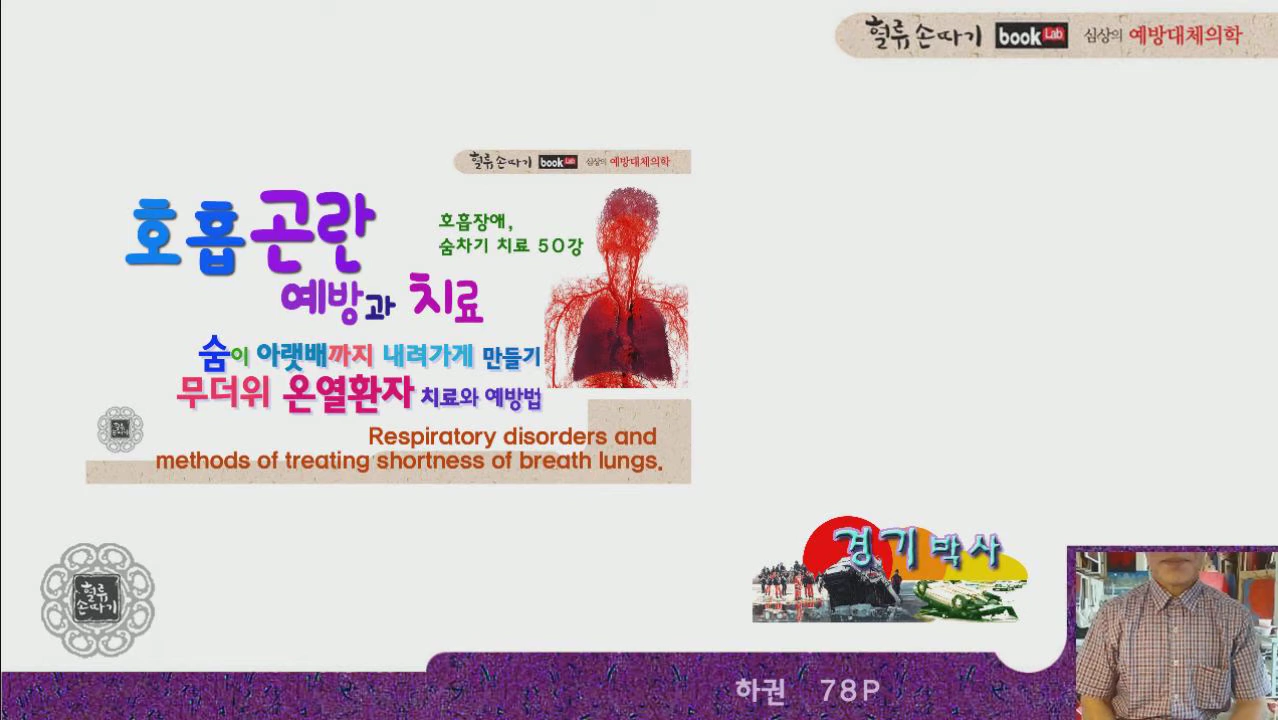 혈류 손따기 book Lab 심상의 예방대체의학
혈류 손따기 book Lab 심상의 예방대체의학
호흡곤란
호흡장애,
숨차기 치료 50강
예방과 치료
숨이 아랫배까지 내려가게 만들기
무더위 온열환자 치료와 예방법
혈류
손따기
Respiratory disorders and
methods of treating shortness of breath lungs.
경기박사
혈류
손따기
하권 78P